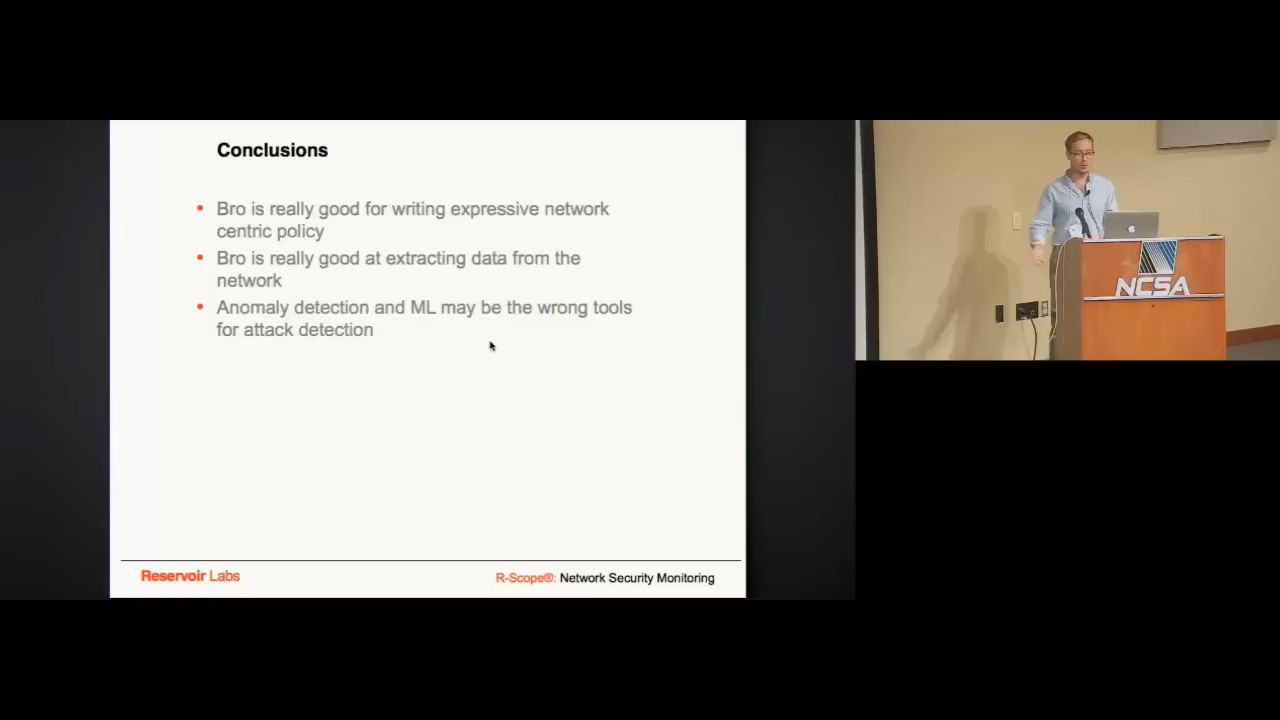 Conclusions
• Bro is really good for writing expressive network
centric policy
• Bro is really good at extracting data from the
network
• Anomaly detection and ML may be the wrong tools
for attack detection
Reservoir Labs
R-Scope®: Network Security Monitoring
NCSA